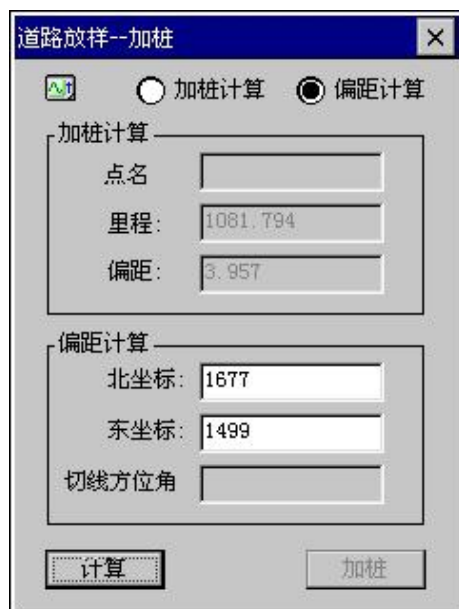 道路放样--加桩
加桩计算 偏距计算
加桩计算
点名
里程: 1081.794
偏距: 3.957
偏距计算
北坐标: 1677
东坐标: 1499
切线方位角
计算 加桩